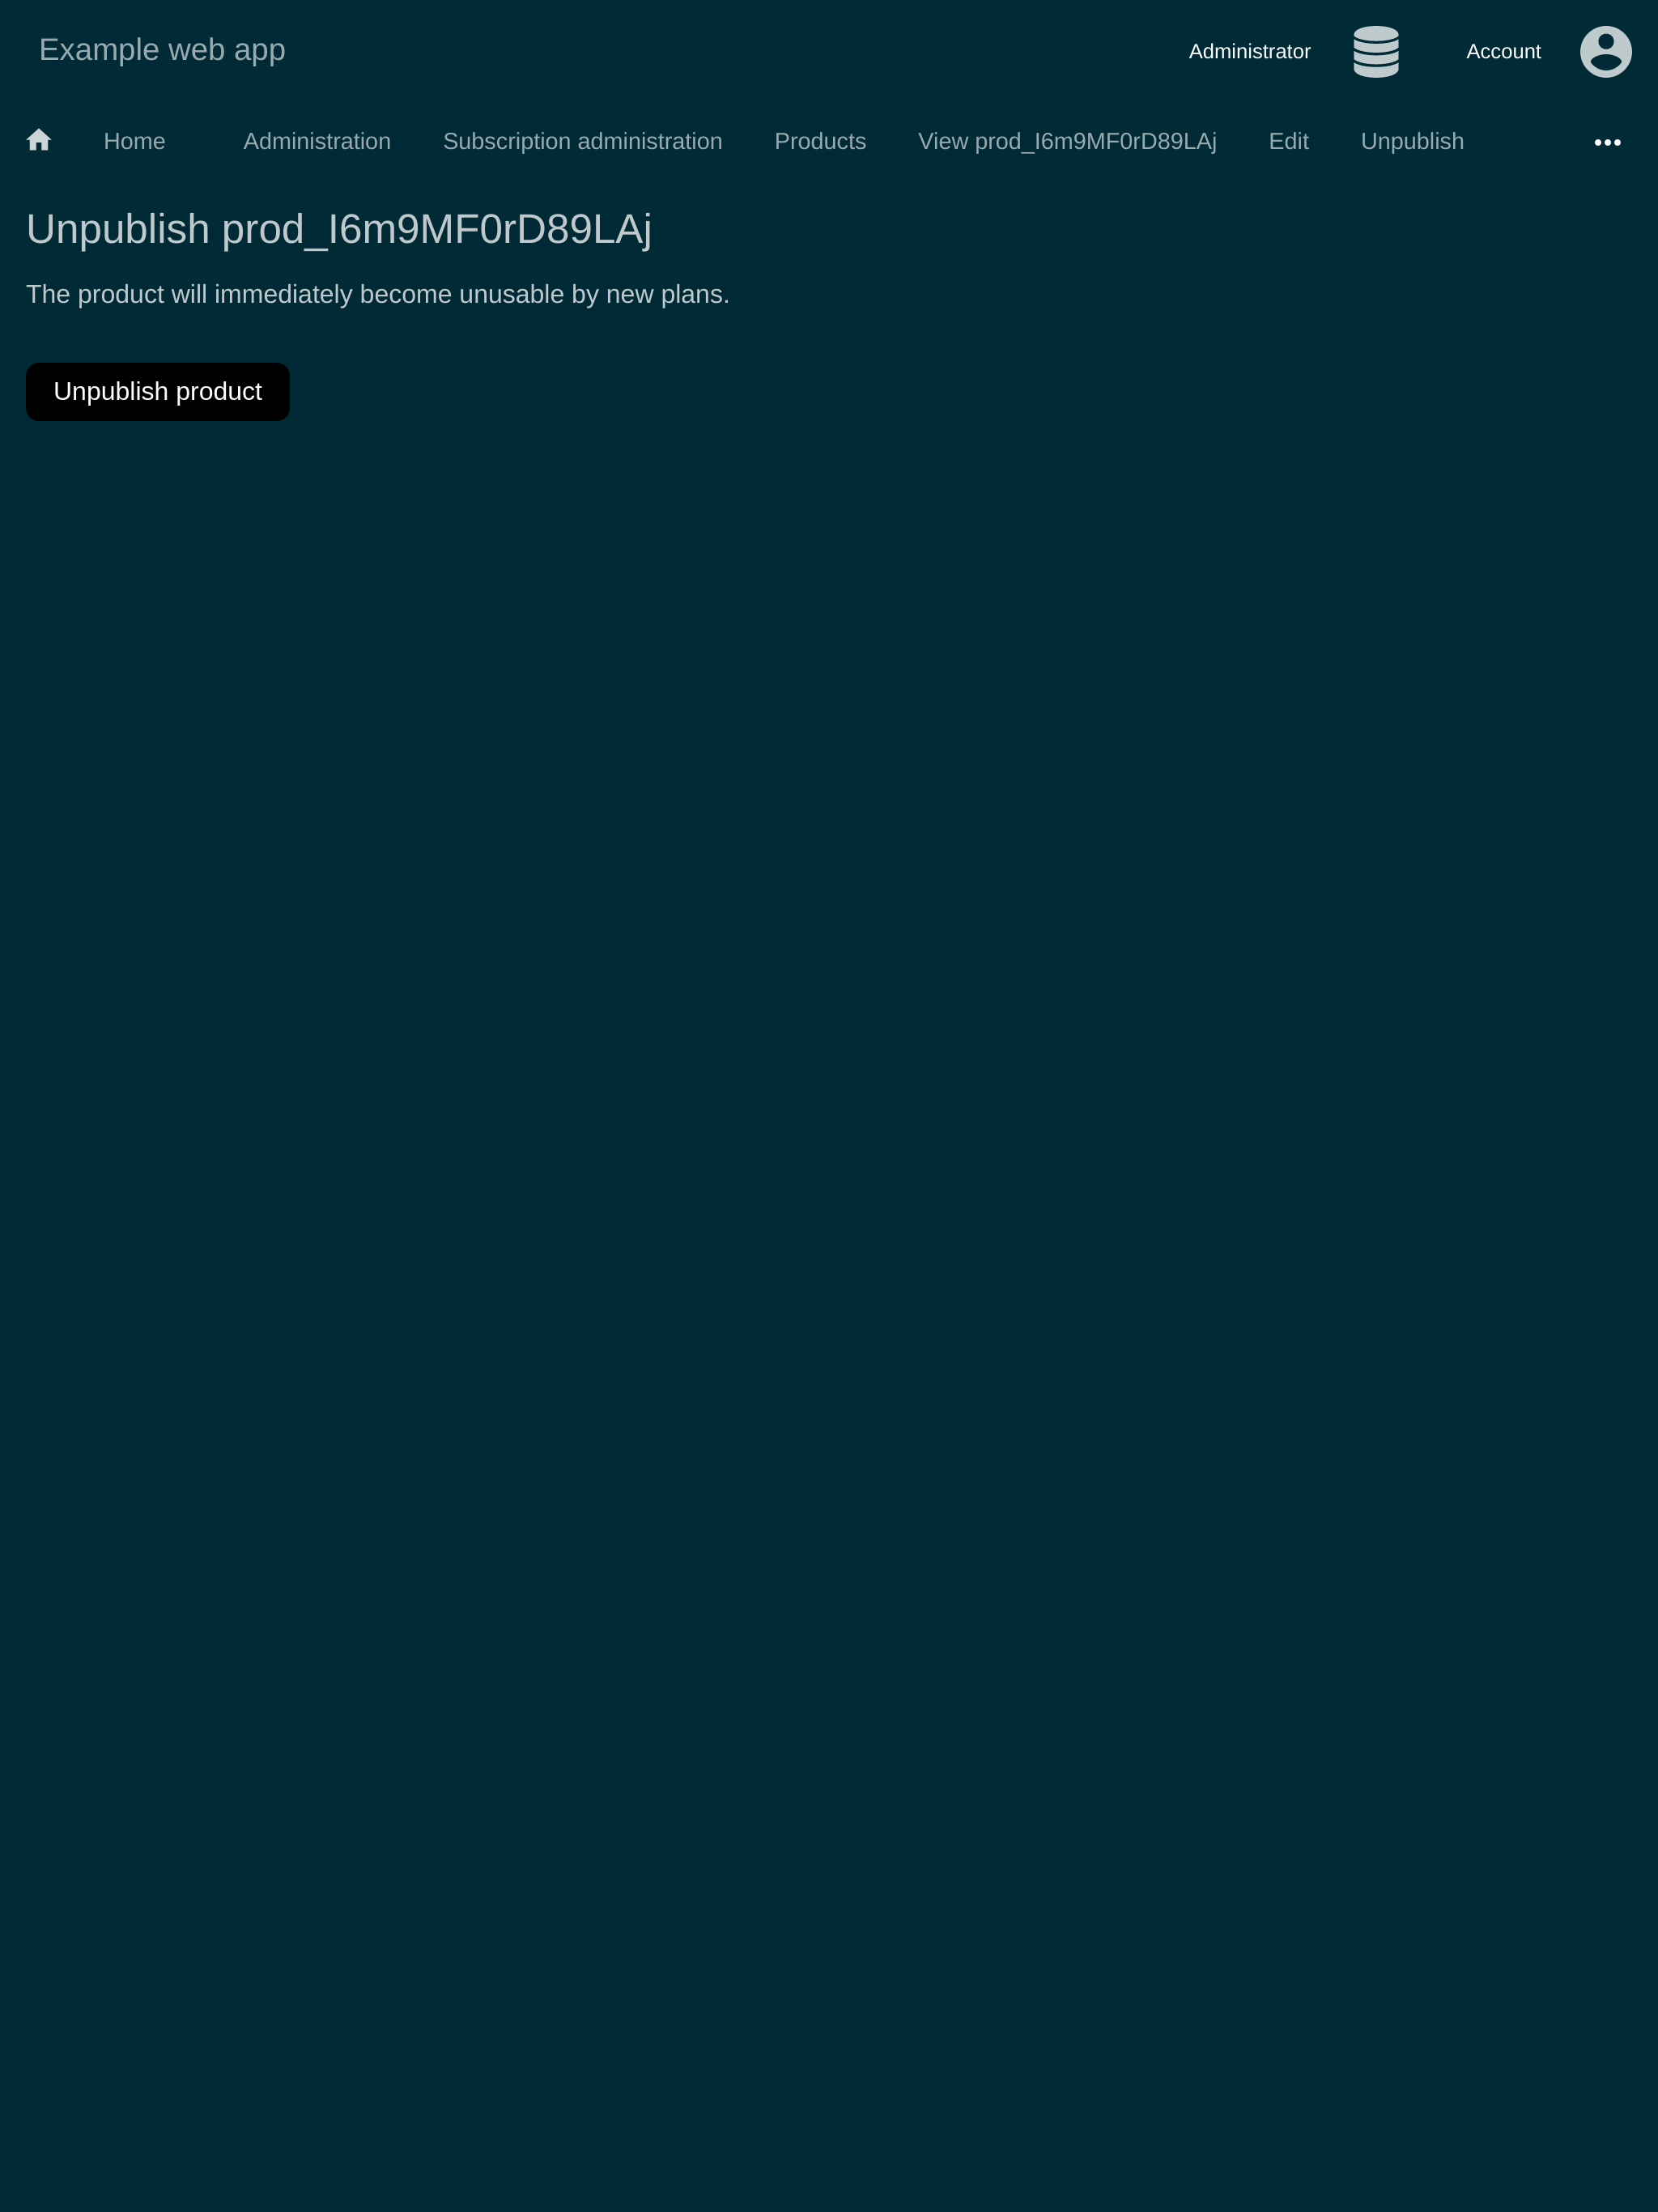 Example web app
Administrator Account
Home Administration Subscription administration Products View prod_I6m9MF0rD89LAj Edit Unpublish
Unpublish prod_I6m9MF0rD89LAj
The product will immediately become unusable by new plans.
Unpublish product